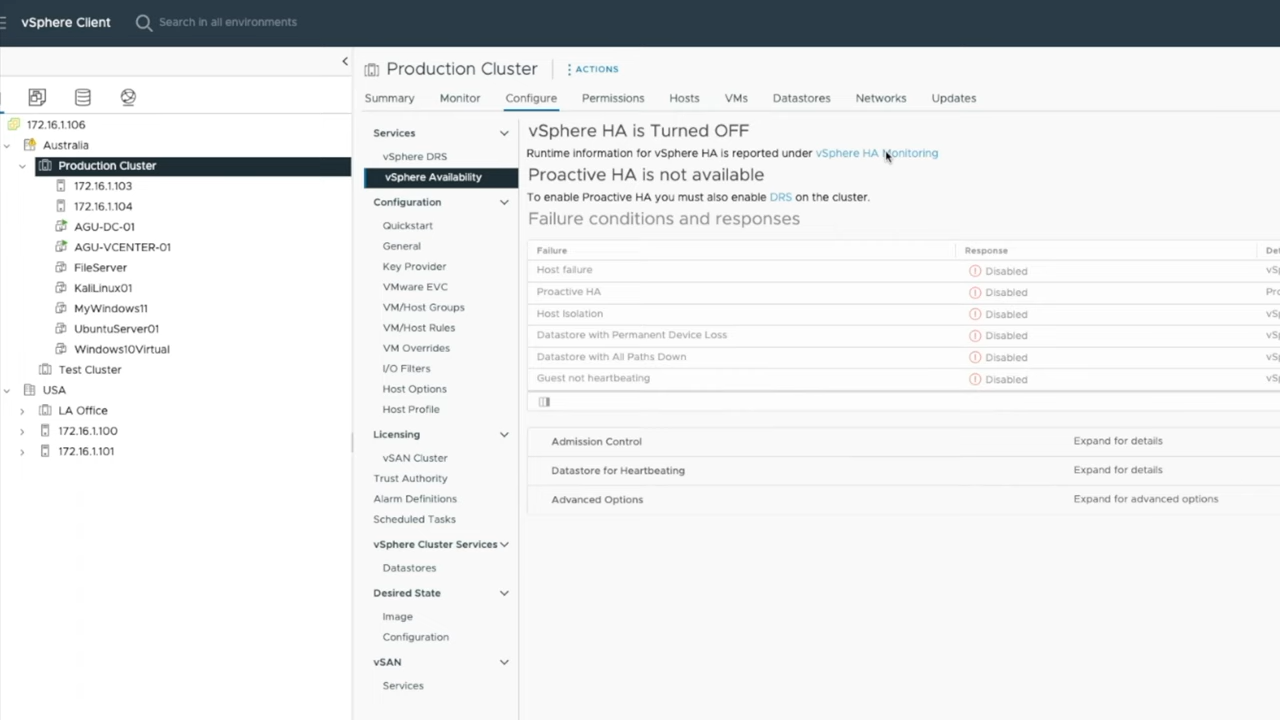 vSphere Client
Search in all environments
172.16.1.106
Australia
Production Cluster
172.16.1.103
172.16.1.104
AGU-DC-01
AGU-VCENTER-01
FileServer
KaliLinux01
MyWindows11
UbuntuServer01
Windows10Virtual
Test Cluster
USA
LA Office
172.16.1.100
172.16.1.101
Production Cluster
ACTIONS
Summary Monitor Configure Permissions Hosts VMs Datastores Networks Updates
Services
vSphere DRS
vSphere Availability
Configuration
Quickstart
General
Key Provider
VMware EVC
VM/Host Groups
VM/Host Rules
VM Overrides
I/O Filters
Host Options
Host Profile
Licensing
vSAN Cluster
Trust Authority
Alarm Definitions
Scheduled Tasks
vSphere Cluster Services
Datastores
Desired State
Image
Configuration
vSAN
Services
vSphere HA is Turned OFF
Runtime information for vSphere HA is reported under vSphere HA Monitoring
Proactive HA is not available
To enable Proactive HA you must also enable DRS on the cluster.
Failure conditions and responses
Failure Response
Host failure Disabled
Proactive HA Disabled
Host Isolation Disabled
Datastore with Permanent Device Loss Disabled
Datastore with All Paths Down Disabled
Guest not heartbeating Disabled
Admission Control Expand for details
Datastore for Heartbeating Expand for details
Advanced Options Expand for advanced options